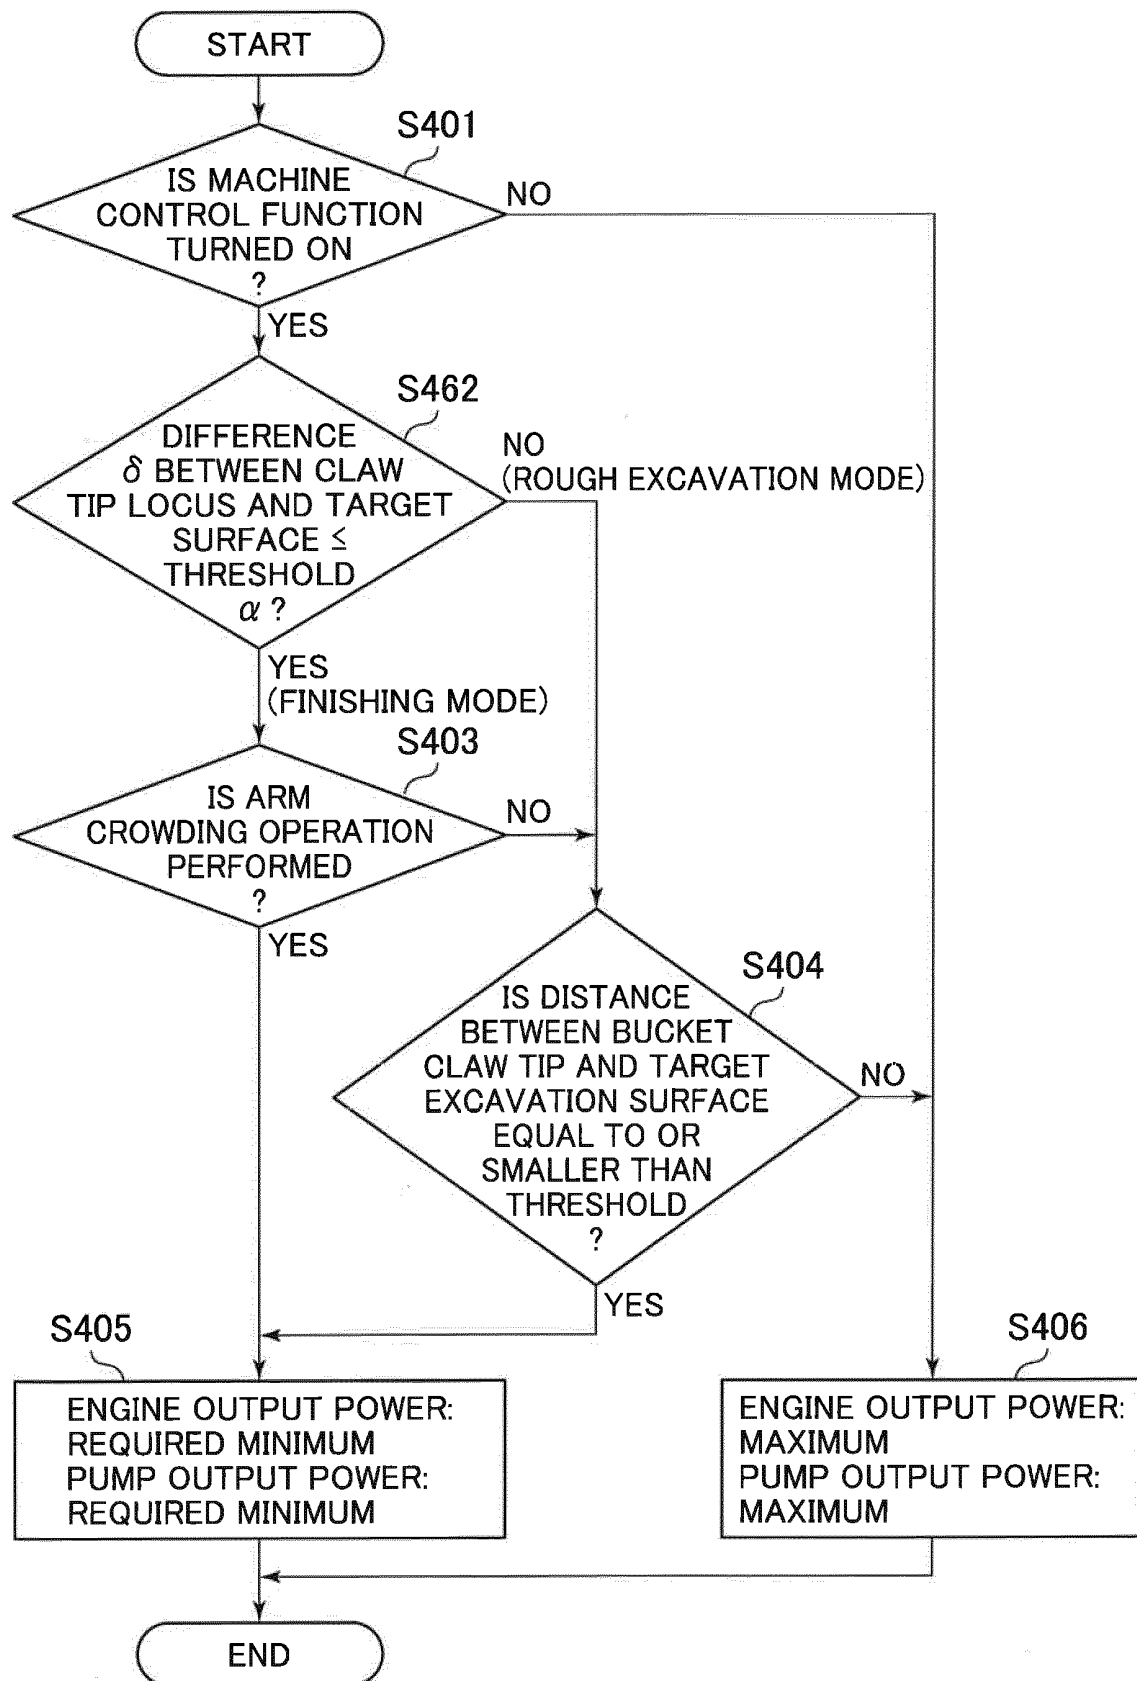 START
S401
IS MACHINE
CONTROL FUNCTION
TURNED ON
?
NO
YES
S462
DIFFERENCE
δ BETWEEN CLAW
TIP LOCUS AND TARGET
SURFACE ≤
THRESHOLD
α ?
NO
(ROUGH EXCAVATION MODE)
YES
(FINISHING MODE)
S403
IS ARM
CROWDING OPERATION
PERFORMED
?
NO
YES
S404
IS DISTANCE
BETWEEN BUCKET
CLAW TIP AND TARGET
EXCAVATION SURFACE
EQUAL TO OR
SMALLER THAN
THRESHOLD
?
NO
YES
S405
ENGINE OUTPUT POWER:
REQUIRED MINIMUM
PUMP OUTPUT POWER:
REQUIRED MINIMUM
S406
ENGINE OUTPUT POWER:
MAXIMUM
PUMP OUTPUT POWER:
MAXIMUM
END